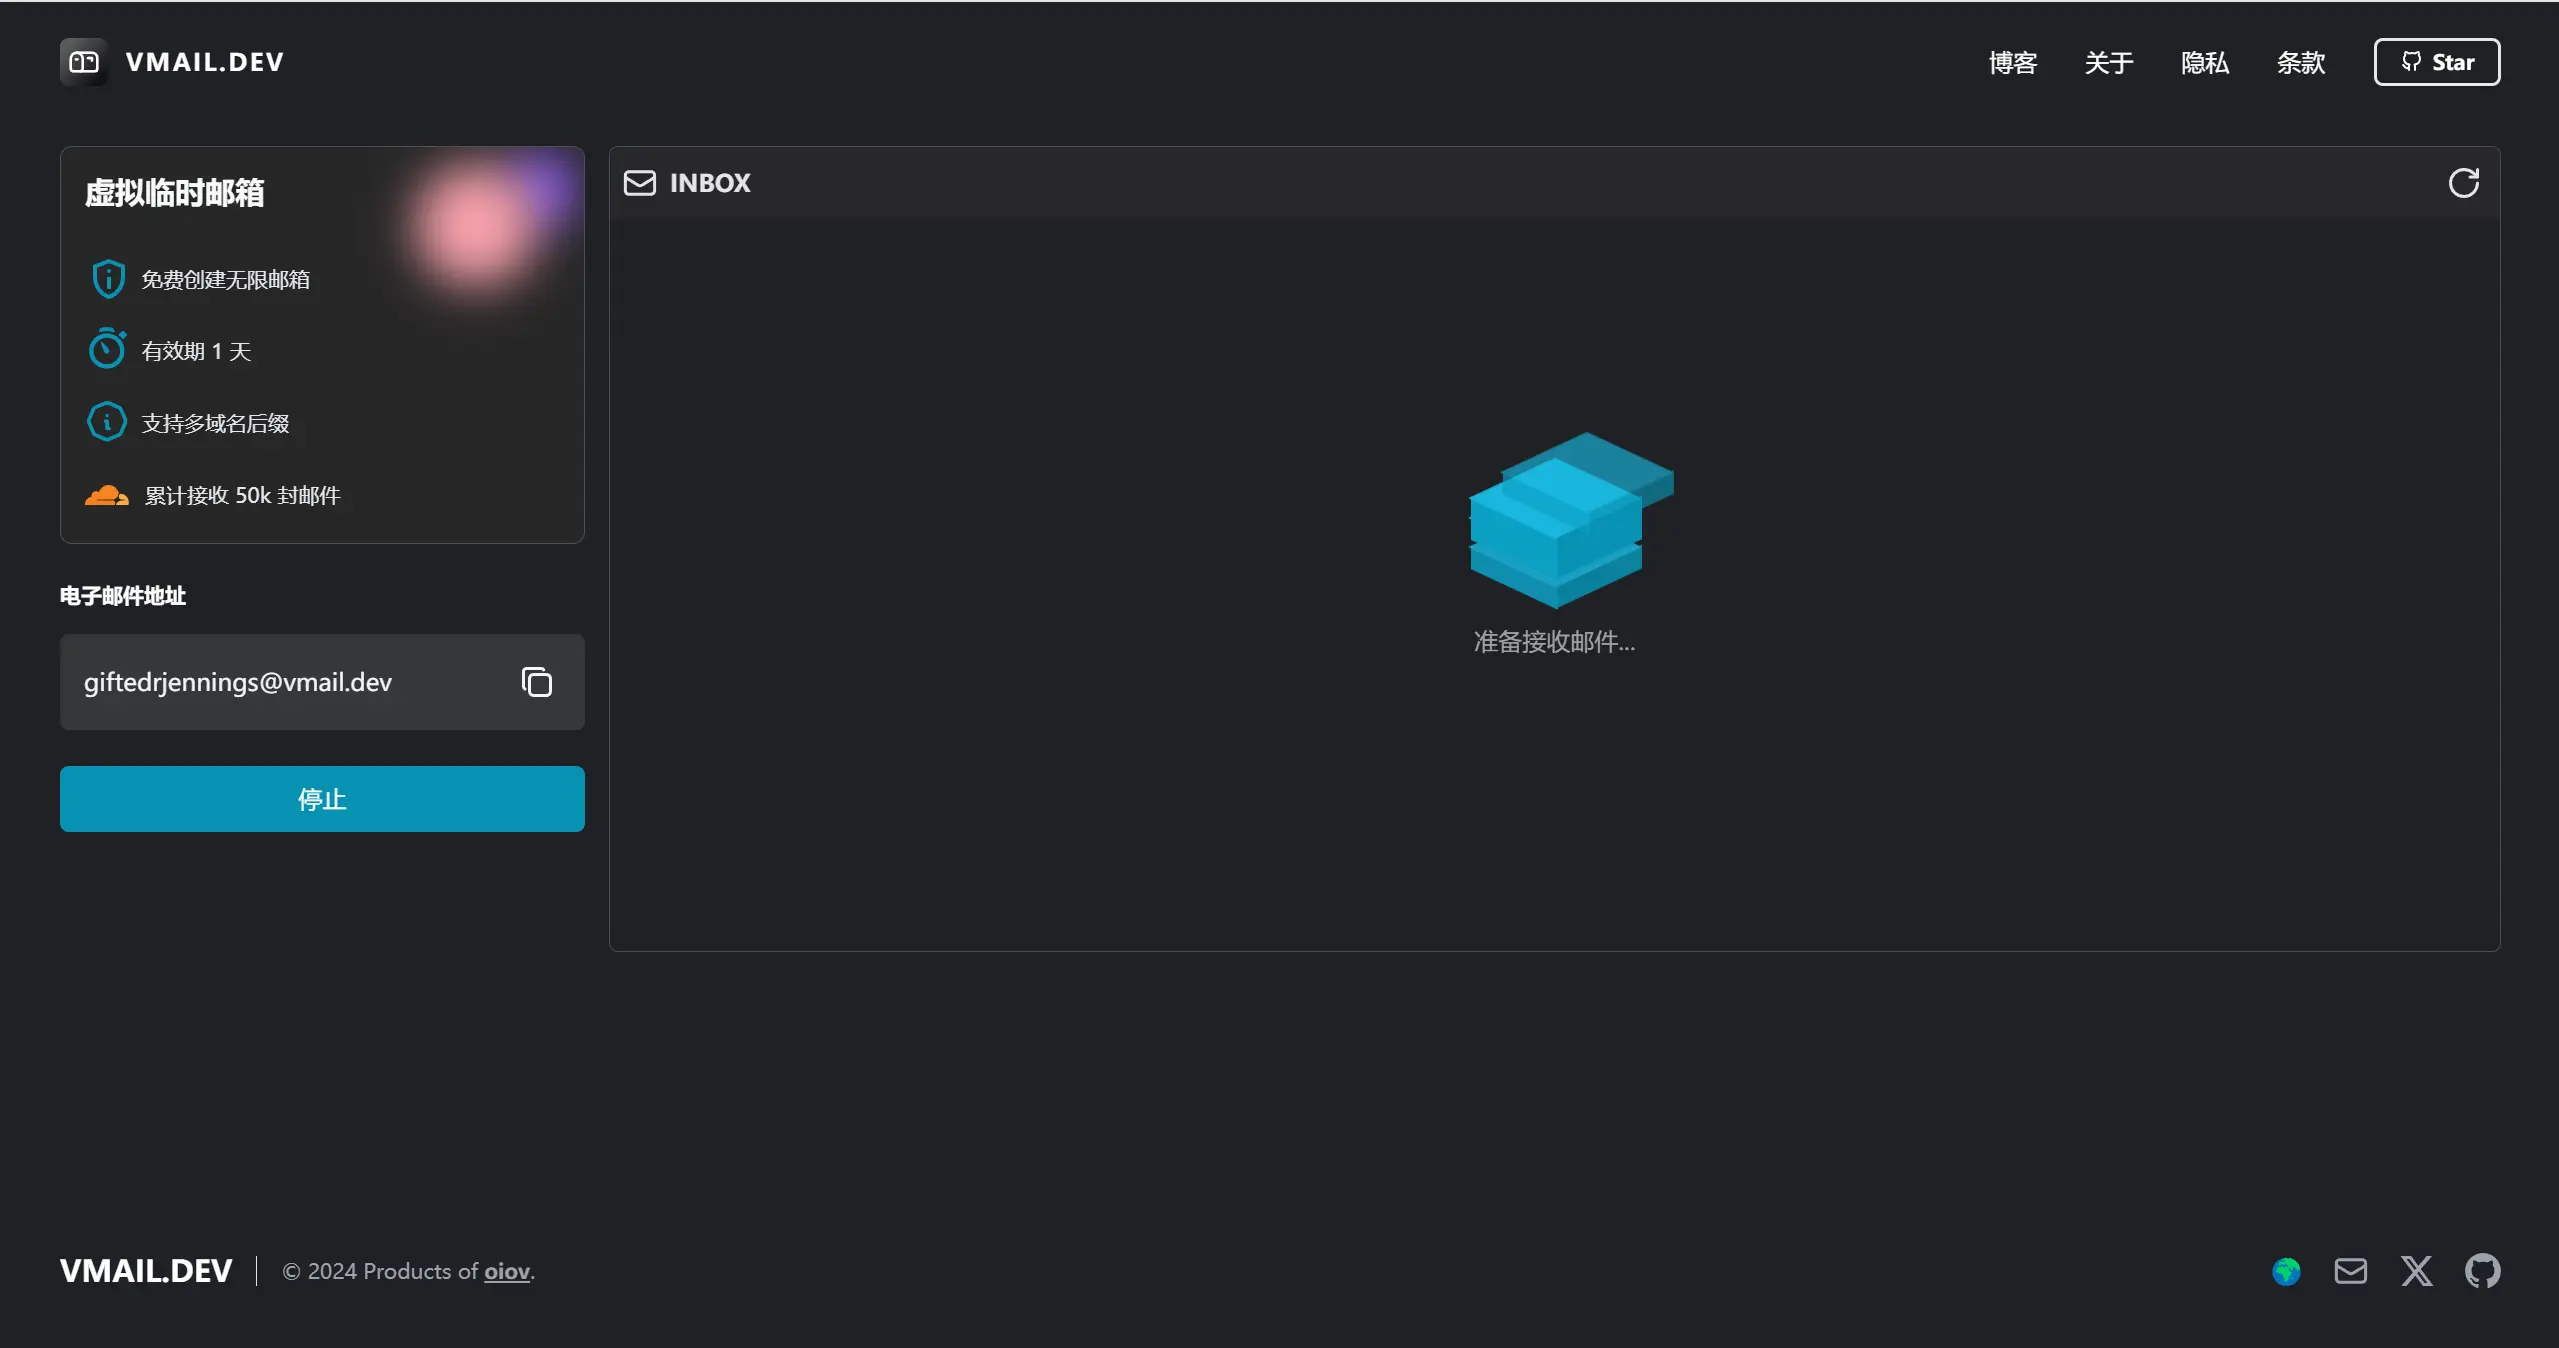 VMAIL.DEV
博客
关于
隐私
条款
Star
虚拟临时邮箱
免费创建无限邮箱
有效期 1 天
支持多域名后缀
累计接收 50k 封邮件
电子邮件地址
giftedrjennings@vmail.dev
停止
INBOX
准备接收邮件...
VMAIL.DEV
© 2024 Products of oiov.